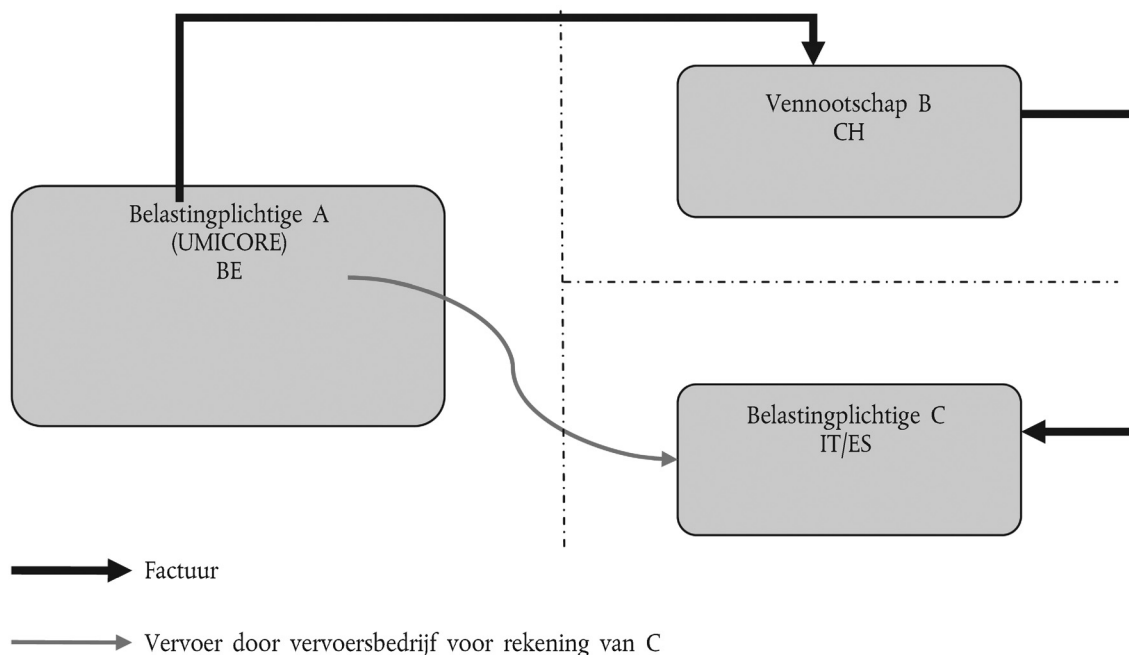 Vennootschap B
CH
Belastingplichtige A
(UMICORE)
BE
Belastingplichtige C
IT/ES
Factuur
Vervoer door vervoersbedrijf voor rekening van C